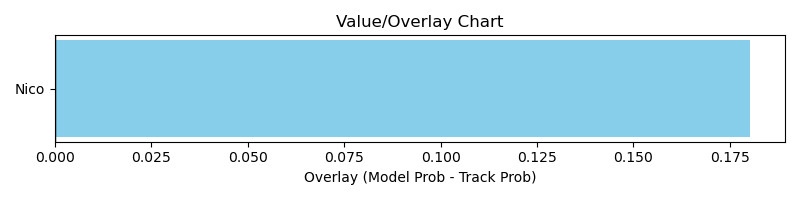 Value/Overlay Chart
Nico
0.000 0.025 0.050 0.075 0.100 0.125 0.150 0.175
Overlay (Model Prob - Track Prob)